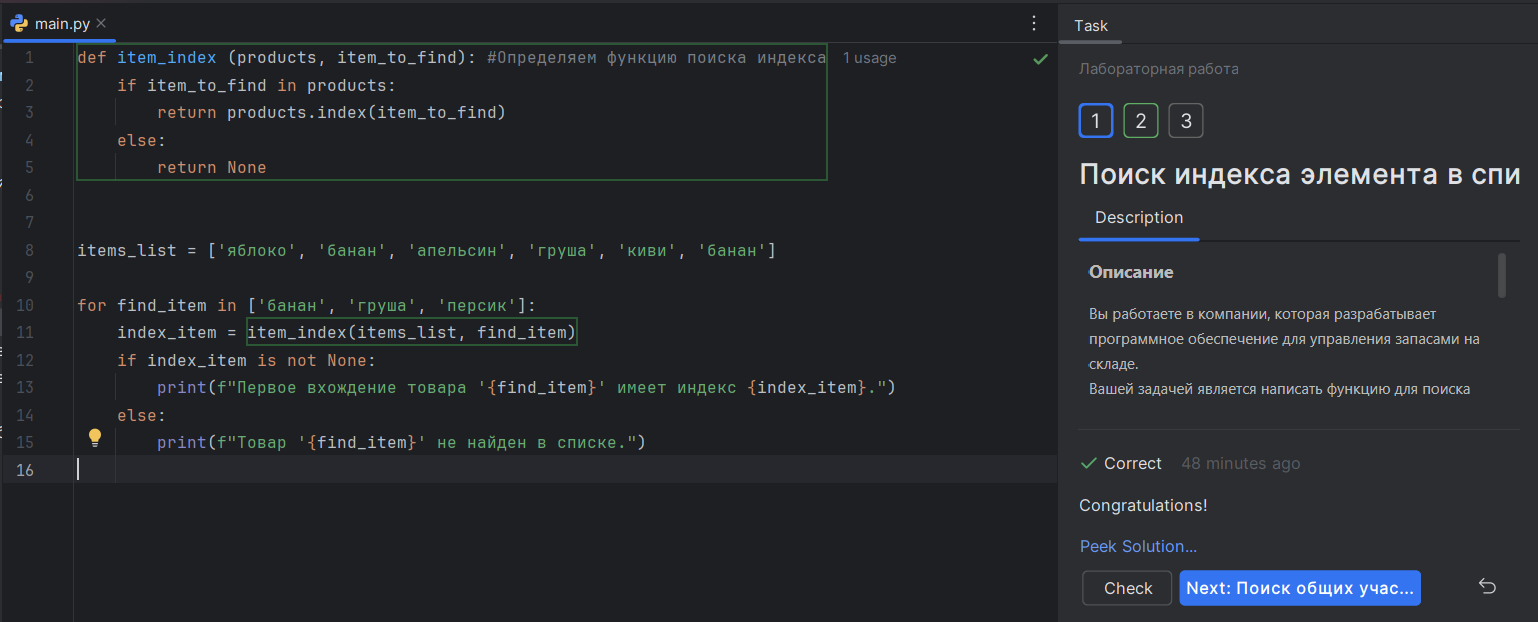 main.py
1 def item_index (products, item_to_find): #Определяем функцию поиска индекса 1 usage
2 if item_to_find in products:
3 return products.index(item_to_find)
4 else:
5 return None
6
7
8 items_list = ['яблоко', 'банан', 'апельсин', 'груша', 'киви', 'банан']
9
10 for find_item in ['банан', 'груша', 'персик']:
11 index_item = item_index(items_list, find_item)
12 if index_item is not None:
13 print(f"Первое вхождение товара '{find_item}' имеет индекс {index_item}.")
14 else:
15 print(f"Товар '{find_item}' не найден в списке.")
16
Task
Лабораторная работа
1 2 3
Поиск индекса элемента в спи
Description
Описание
Вы работаете в компании, которая разрабатывает
программное обеспечение для управления запасами на
складе.
Вашей задачей является написать функцию для поиска
Correct 48 minutes ago
Congratulations!
Peek Solution...
Check Next: Поиск общих учас...